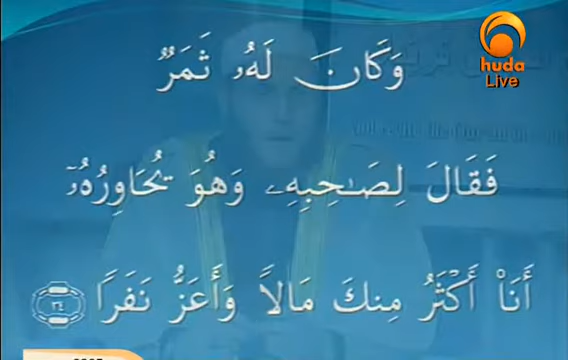 huda
Live
وَكَانَ لَهُۥ ثَمَرٌۭ
فَقَالَ لِصَـٰحِبِهِۦ وَهُوَ يُحَاوِرُهُۥٓ
أَنَا۠ أَكْثَرُ مِنكَ مَالًۭا وَأَعَزُّ نَفَرًۭا ٣٤